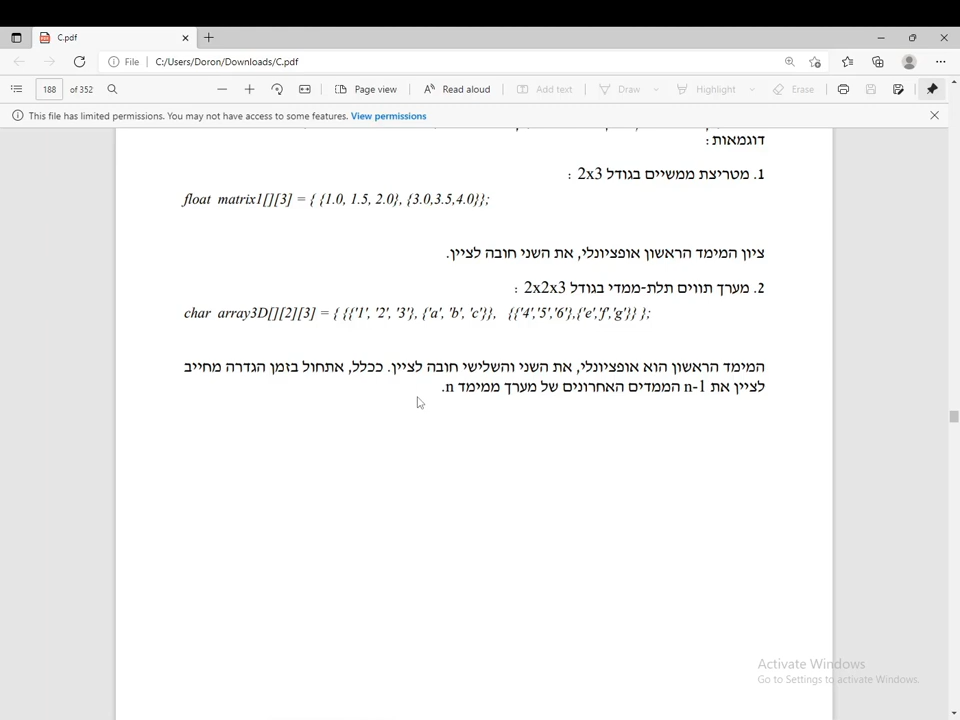 C.pdf
File
C:/Users/Doron/Downloads/C.pdf
188 of 352
Page view
Read aloud
Add text
Draw
Highlight
Erase
This file has limited permissions. You may not have access to some features. View permissions
דוגמאות :
1. מטריצת ממשיים בגודל 2x3 :
float matrix1[][3] = { {1.0, 1.5, 2.0}, {3.0,3.5,4.0}};
ציון המימד הראשון אופציונלי, את השני חובה לציין.
2. מערך תווים תלת-ממדי בגודל 2x2x3 :
char array3D[][2][3] = { {{'1', '2', '3'}, {'a', 'b', 'c'}}, {{'4','5','6'},{'e','f','g'}} };
המימד הראשון הוא אופציונלי, את השני והשלישי חובה לציין. ככלל, אתחול בזמן הגדרה מחייב
לציין את n-1 הממדים האחרונים של מערך ממימד n.
Activate Windows
Go to Settings to activate Windows.